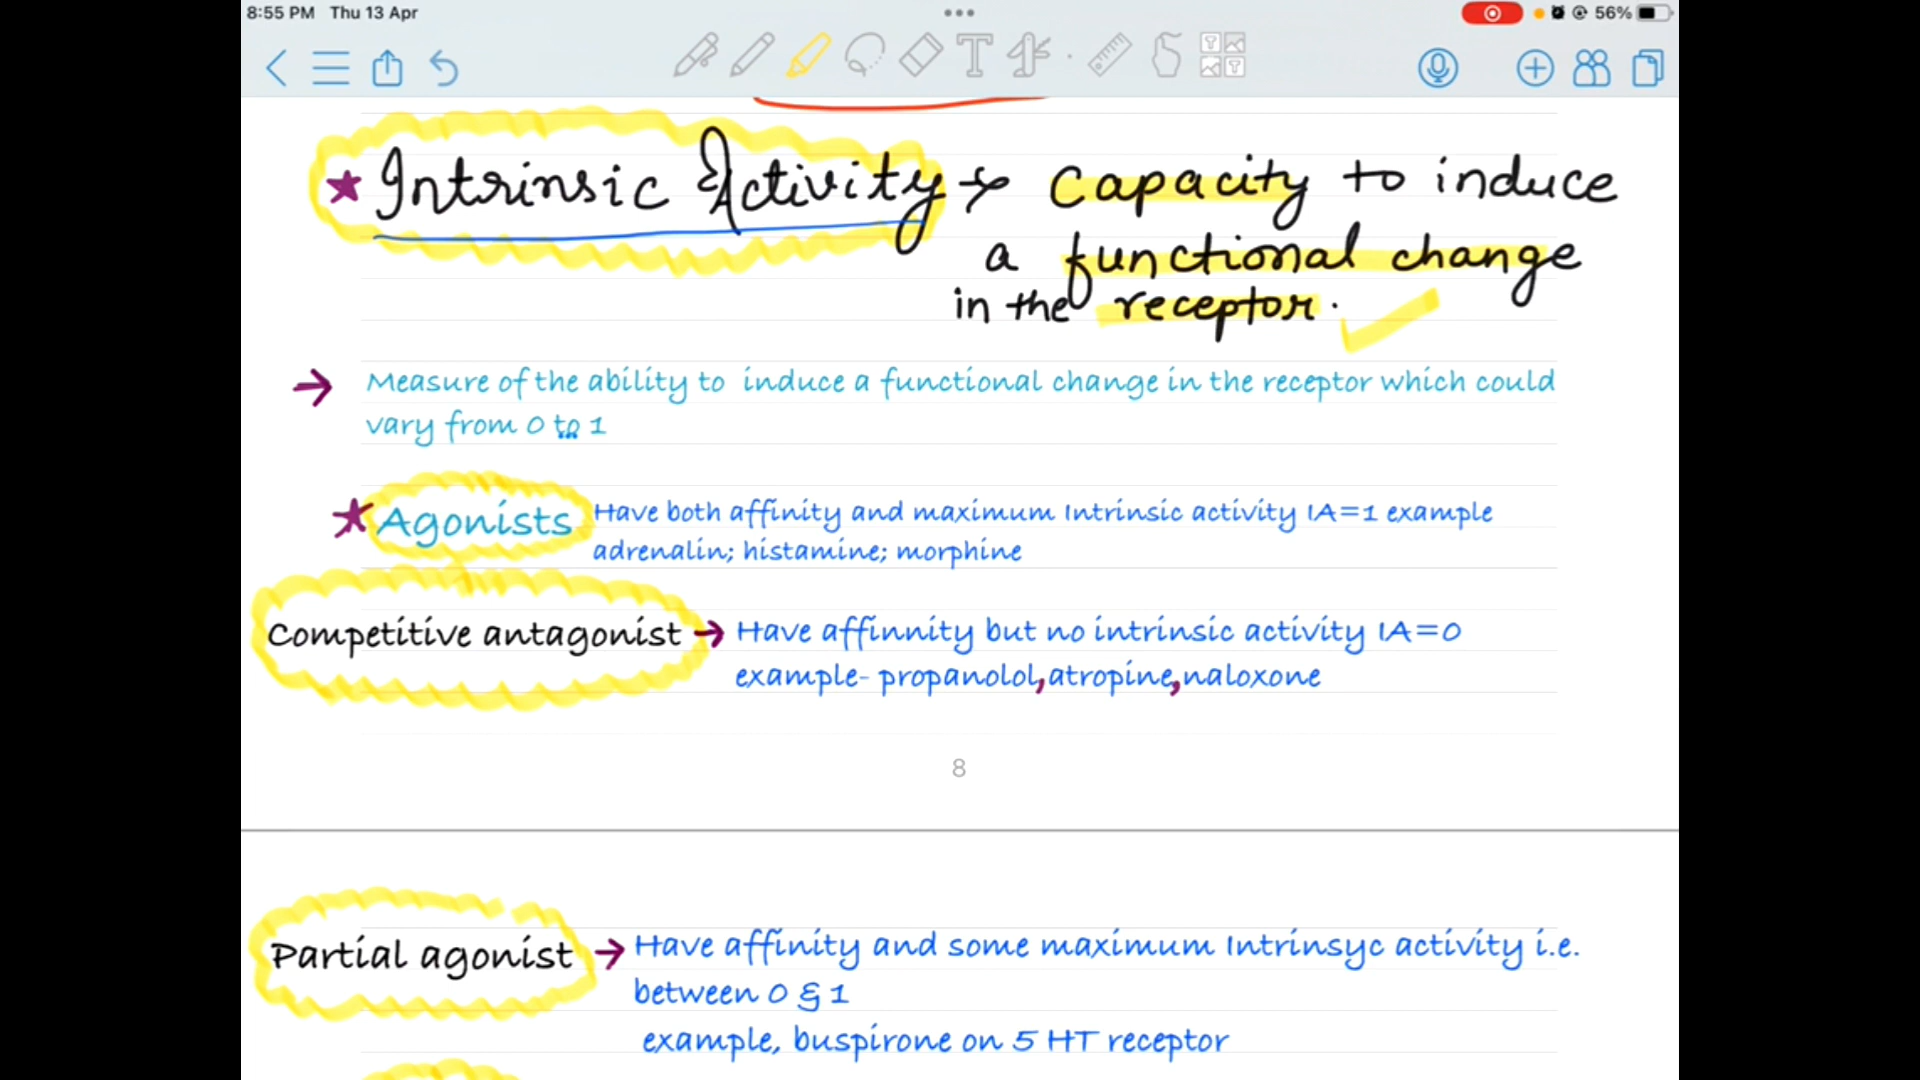 8:55 PM Thu 13 Apr
56%
Intrinsic Activity → Capacity to induce
a functional change
in the receptor.
→ Measure of the ability to induce a functional change in the receptor which could
vary from 0 to 1
Agonists Have both affinity and maximum Intrinsic activity IA=1 example
adrenalin; histamine; morphine
Competitive antagonist → Have affinnity but no intrinsic activity IA=0
example- propanolol, atropine, naloxone
8
Partial agonist → Have affinity and some maximum Intrinsyc activity i.e.
between 0 & 1
example, buspirone on 5 HT receptor